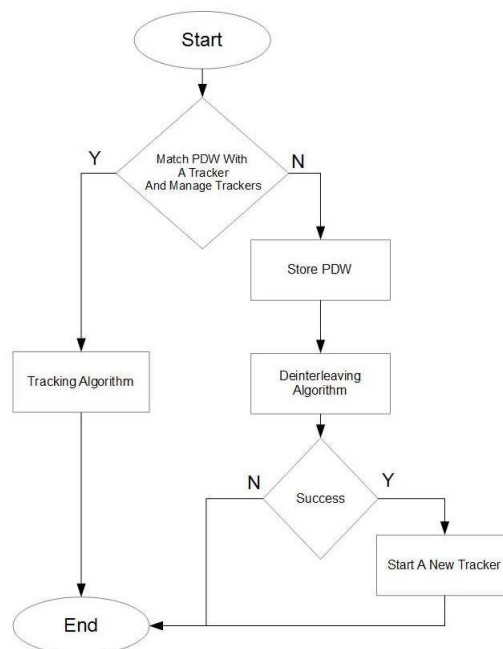 Start
Match PDW With
A Tracker
And Manage Trackers
Y
N
Store PDW
Tracking Algorithm
Deinterleaving
Algorithm
N
Y
Success
Start A New Tracker
End